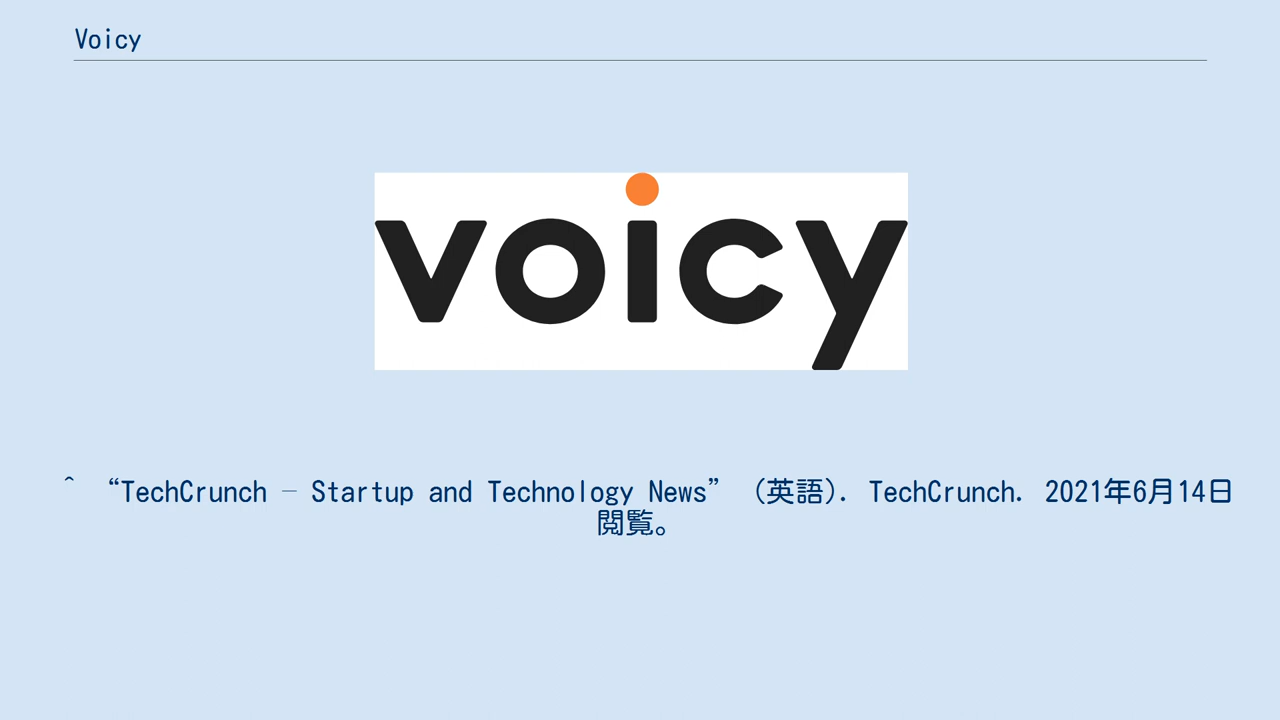 Voicy
voicy
^ “TechCrunch – Startup and Technology News” (英語). TechCrunch. 2021年6月14日
閲覧。